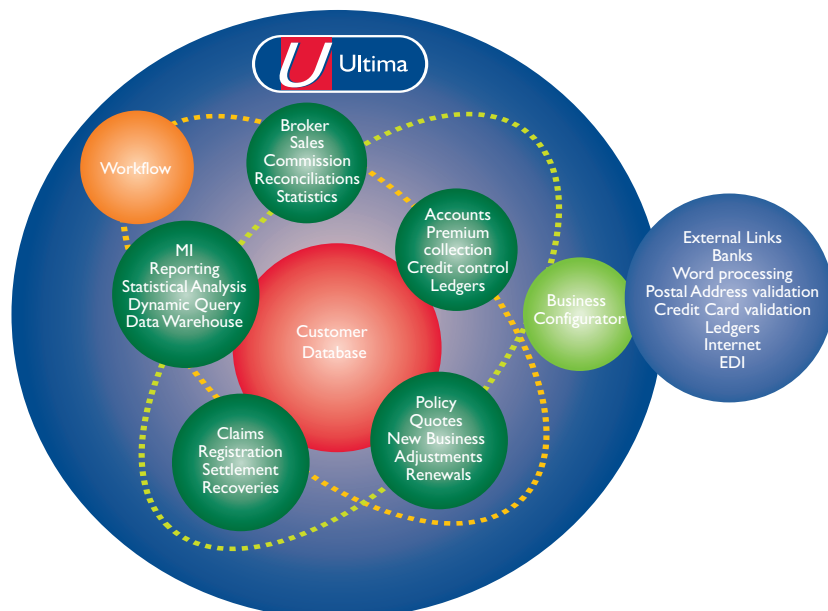 U Ultima
Broker
Sales
Commission
Reconciliations
Statistics
Workflow
Accounts
Premium
collection
Credit control
Ledgers
MI
Reporting
Statistical Analysis
Dynamic Query
Data Warehouse
External Links
Banks
Word processing
Postal Address validation
Credit Card validation
Ledgers
Internet
EDI
Business
Configurator
Customer
Database
Policy
Quotes
New Business
Adjustments
Renewals
Claims
Registration
Settlement
Recoveries